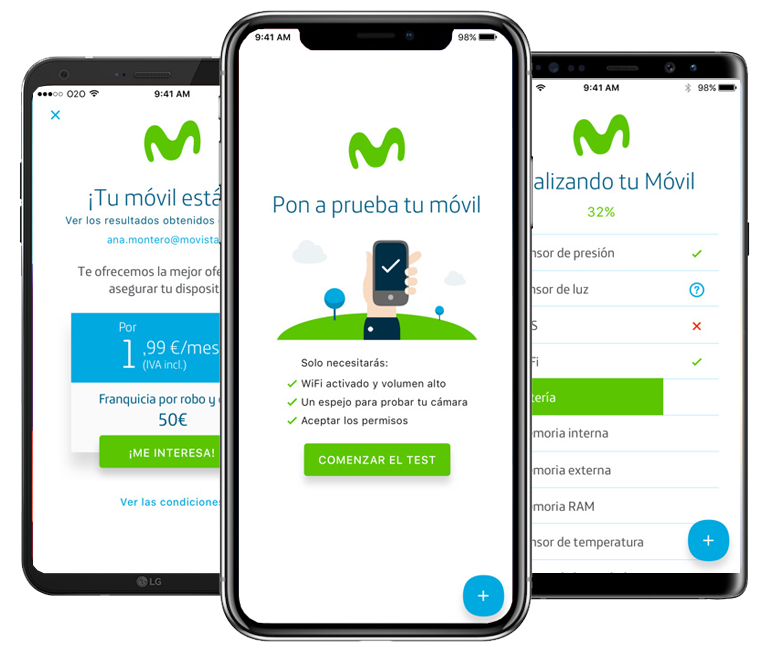 ●●●○○ O2O
9:41 AM
¡Tu móvil está
Ver los resultados obtenidos
ana.montero@movista
Te ofrecemos la mejor ofe
asegurar tu disposit
Por
1,99 €/mes
(IVA incl.)
Franquicia por robo y
50€
¡ME INTERESA!
Ver las condiciones
LG
9:41 AM 98%
Pon a prueba tu móvil
Solo necesitarás:
WiFi activado y volumen alto
Un espejo para probar tu cámara
Aceptar los permisos
COMENZAR EL TEST
+
9:41 AM 98%
alizando tu Móvil
32%
nsor de presión
nsor de luz
?
S
Fi
tería
emoria interna
emoria externa
emoria RAM
nsor de temperatura
+